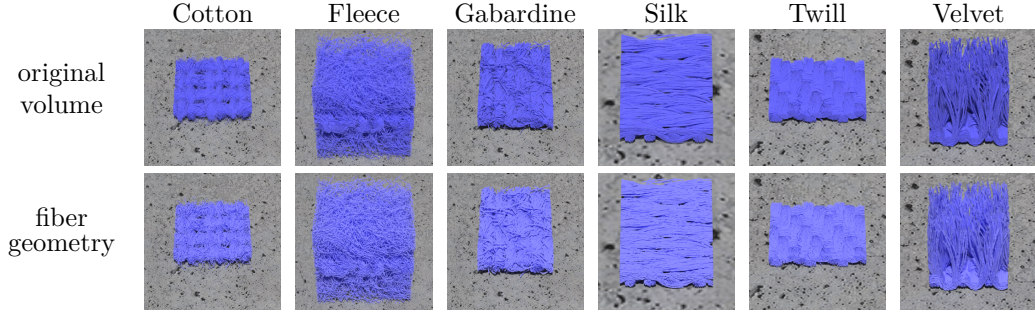 Cotton Fleece Gabardine Silk Twill Velvet
original
volume
fiber
geometry